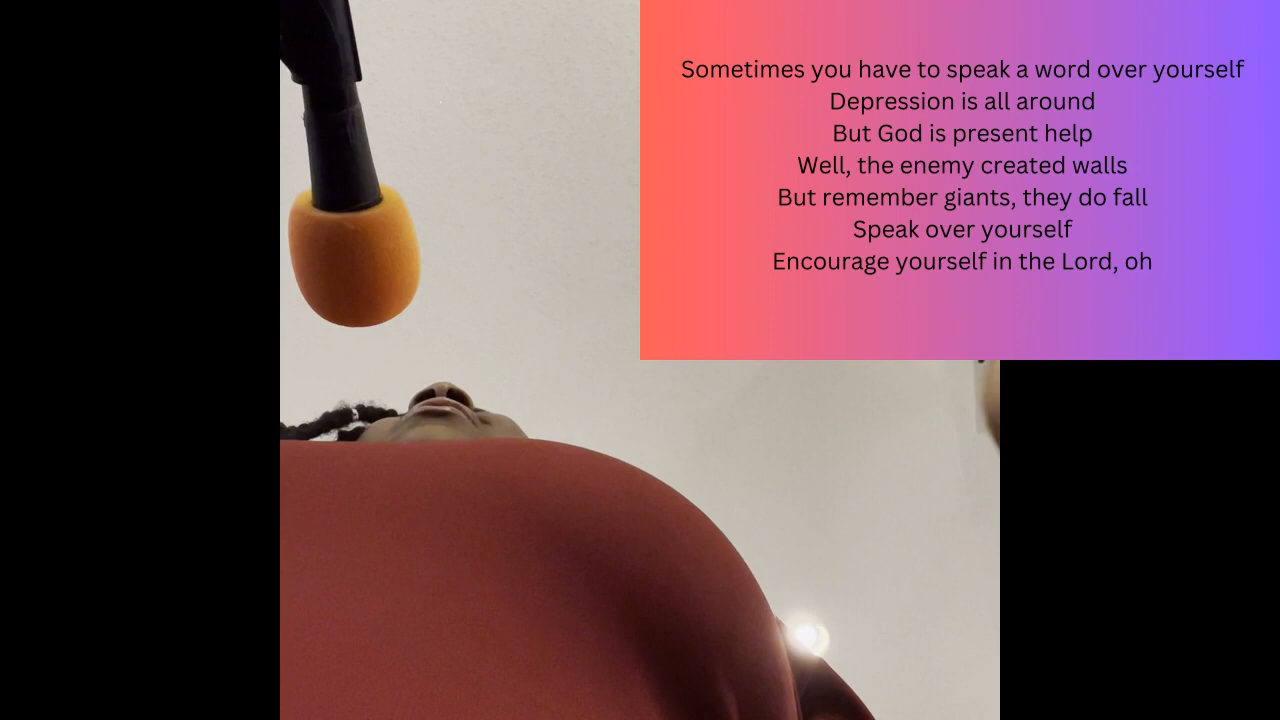 Sometimes you have to speak a word over yourself
Depression is all around
But God is present help
Well, the enemy created walls
But remember giants, they do fall
Speak over yourself
Encourage yourself in the Lord, oh